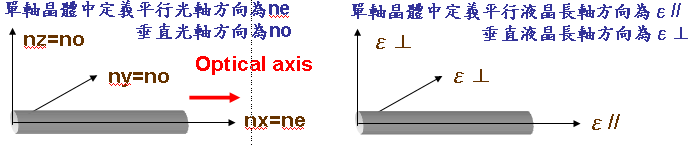 單軸晶體中定義平行光軸方向為ne
垂直光軸方向為no
nz=no
ny=no
Optical axis
nx=ne
單軸晶體中定義平行液晶長軸方向為ε//
垂直液晶長軸方向為ε⊥
ε⊥
ε⊥
ε//